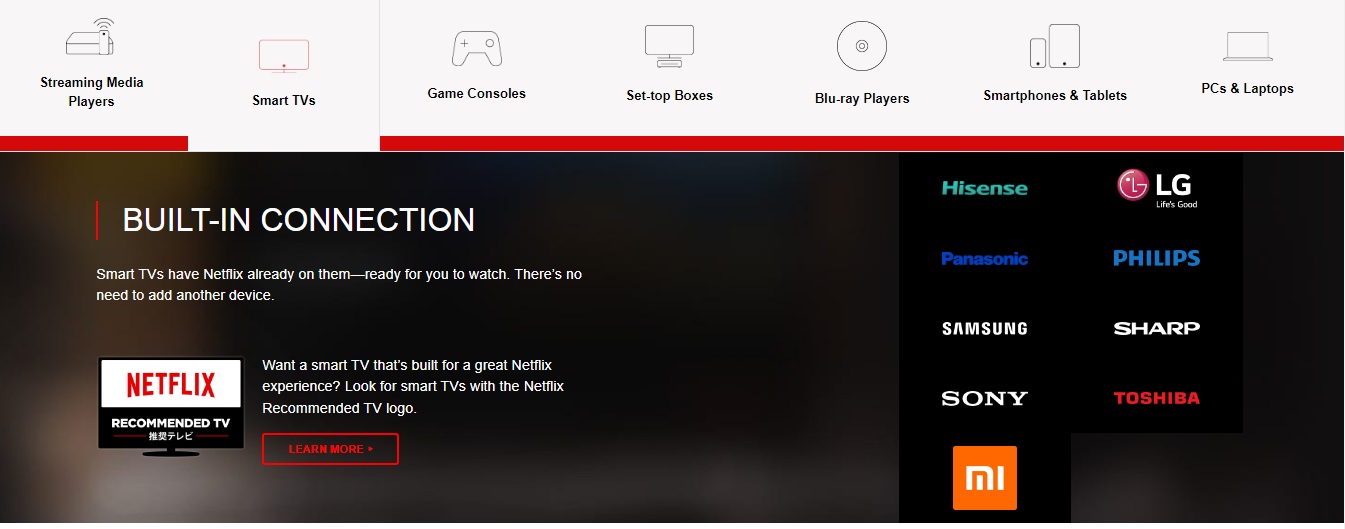 Streaming Media
Players
Smart TVs
Game Consoles
Set-top Boxes
Blu-ray Players
Smartphones & Tablets
PCs & Laptops
BUILT-IN CONNECTION
Smart TVs have Netflix already on them—ready for you to watch. There's no
need to add another device.
NETFLIX
RECOMMENDED TV
推奨テレビ
Want a smart TV that's built for a great Netflix
experience? Look for smart TVs with the Netflix
Recommended TV logo.
LEARN MORE
Hisense
LG
Life's Good
Panasonic
PHILIPS
SAMSUNG
SHARP
SONY
TOSHIBA
mi